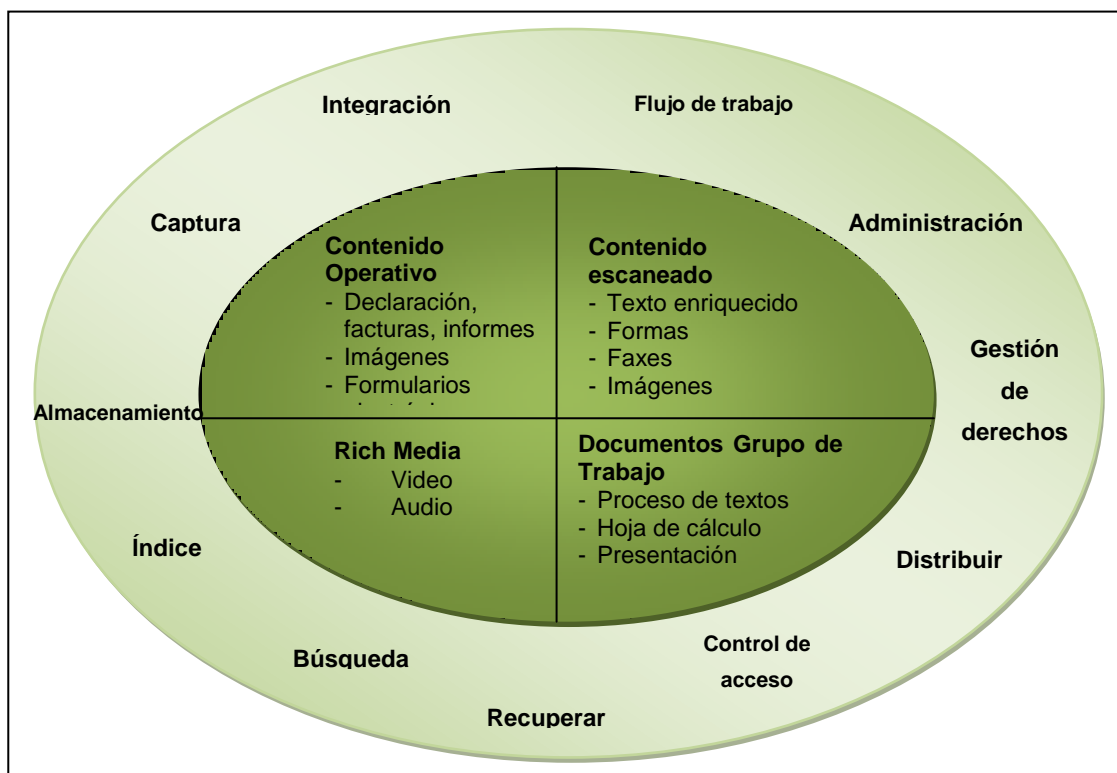 Integración
Flujo de trabajo
Captura
Administración
Contenido
Operativo
- Declaración,
facturas, informes
- Imágenes
- Formularios
Contenido
escaneado
- Texto enriquecido
- Formas
- Faxes
- Imágenes
Gestión
de
derechos
Almacenamiento
Rich Media
- Video
- Audio
Documentos Grupo de
Trabajo
- Proceso de textos
- Hoja de cálculo
- Presentación
Índice
Distribuir
Búsqueda
Control de
acceso
Recuperar